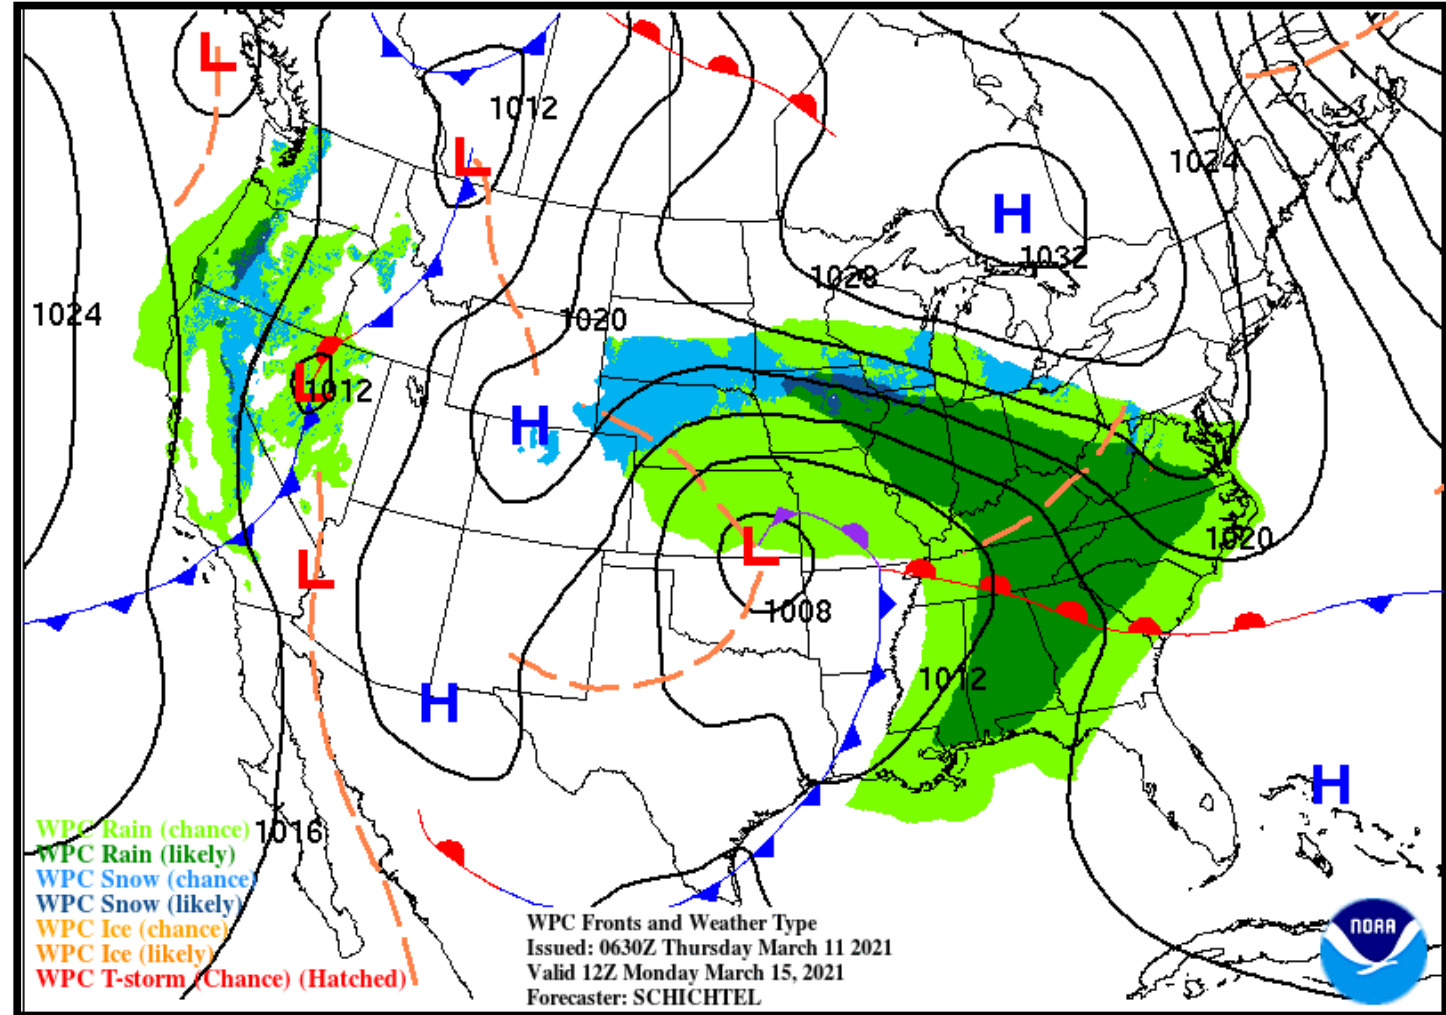 L
1012
L
1024
H
1032
1028
1024
1020
L
1012
H
L
1020
L
1008
1012
H
H
1016
WPC Rain (chance)
WPC Rain (likely)
WPC Snow (chance)
WPC Snow (likely)
WPC Ice (chance)
WPC Ice (likely)
WPC T-storm (Chance) (Hatched)
WPC Fronts and Weather Type
Issued: 0630Z Thursday March 11 2021
Valid 12Z Monday March 15, 2021
Forecaster: SCHICHTEL
NOAA